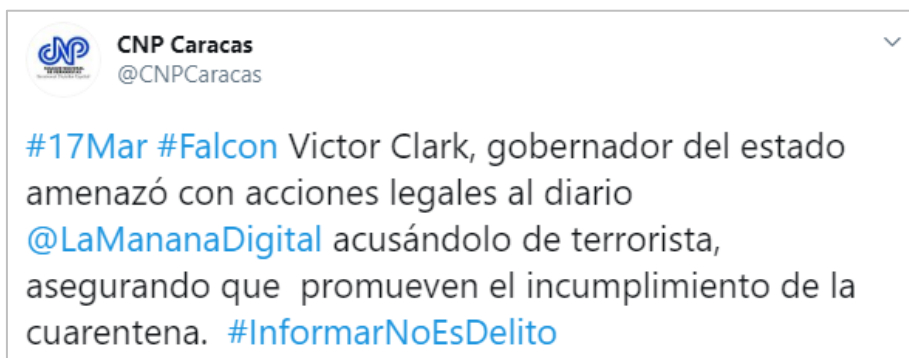 CNP Caracas
@CNPCaracas
CNP
#17Mar #Falcon Victor Clark, gobernador del estado
amenazó con acciones legales al diario
@LaMananaDigital acusándolo de terrorista,
asegurando que  promueven el incumplimiento de la
cuarentena.  #InformarNoEsDelito